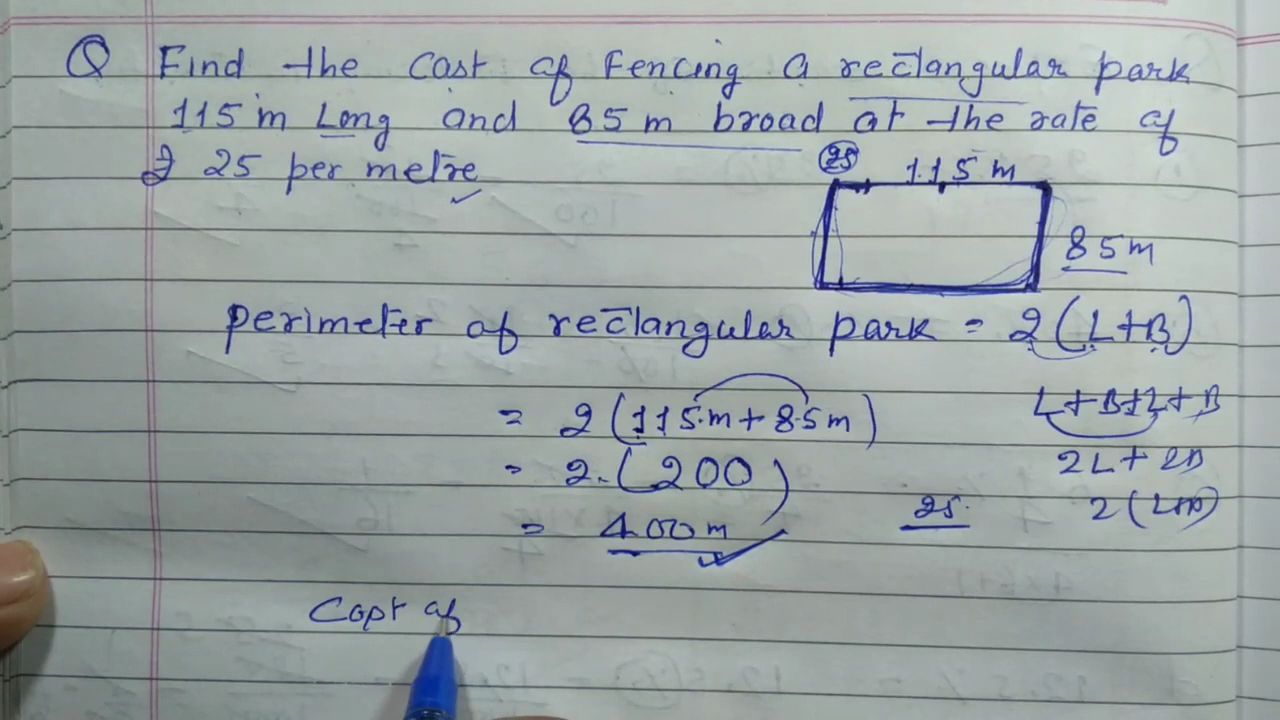 Q Find the cost of Fencing a rectangular park
115 m Long and 85 m broad at the rate of
₹ 25 per metre
25
115 m
85 m
perimeter of rectangular park = 2 (L+B)
= 2 (115 m + 85 m)
= 2 (200)
= 400 m
L+B+L+B
2L + 2B
2 (L+B)
25
Copt of